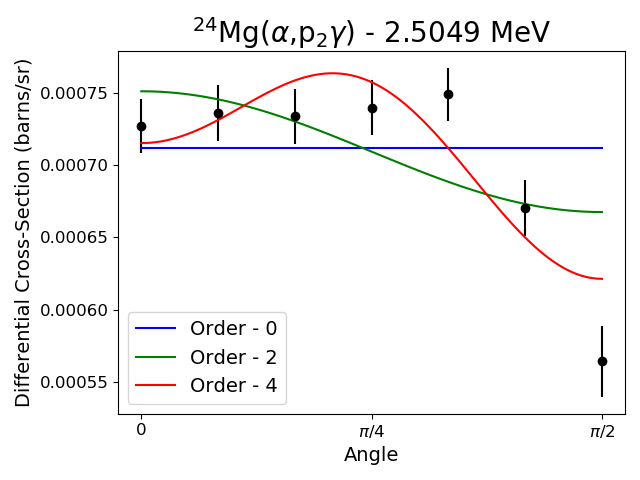 ²⁴Mg(α,p₂γ) - 2.5049 MeV
Differential Cross-Section (barns/sr)
0.00075
0.00070
0.00065
0.00060
0.00055
Order - 0
Order - 2
Order - 4
0
π/4
π/2
Angle